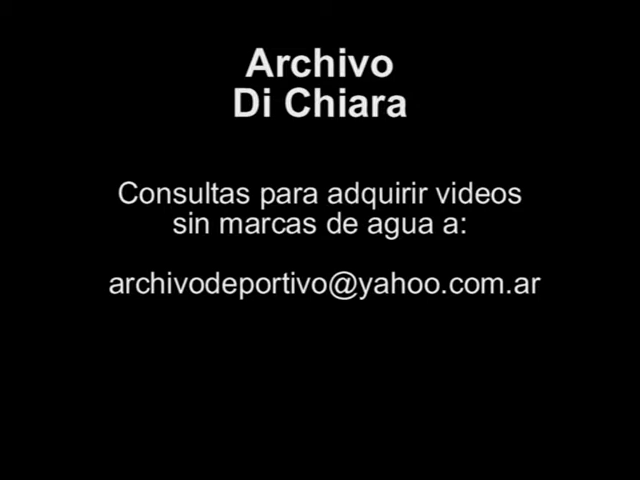 Archivo
Di Chiara
Consultas para adquirir videos
sin marcas de agua a:
archivodeportivo@yahoo.com.ar